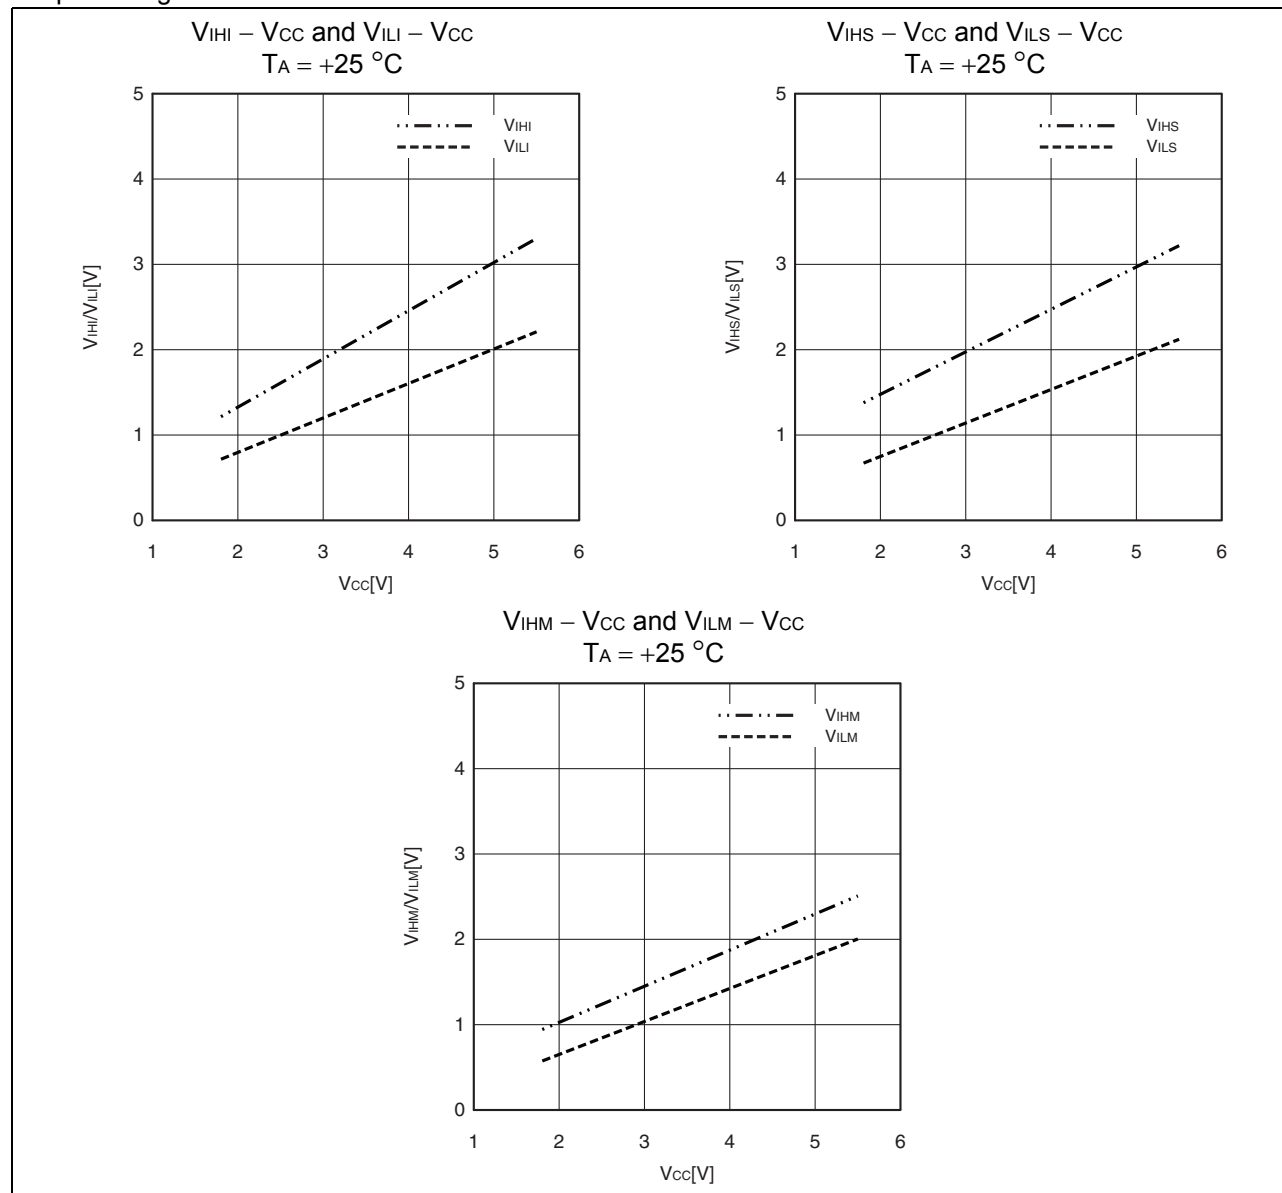 VIHI – VCC and VILI – VCC
TA = +25 °C
5
4
3
2
1
0
1 2 3 4 5 6
VIHI/VILI[V]
VCC[V]
VIHI
VILI
VIHS – VCC and VILS – VCC
TA = +25 °C
5
4
3
2
1
0
1 2 3 4 5 6
VIHS/VILS[V]
VCC[V]
VIHS
VILS
VIHM – VCC and VILM – VCC
TA = +25 °C
5
4
3
2
1
0
1 2 3 4 5 6
VIHM/VILM[V]
VCC[V]
VIHM
VILM